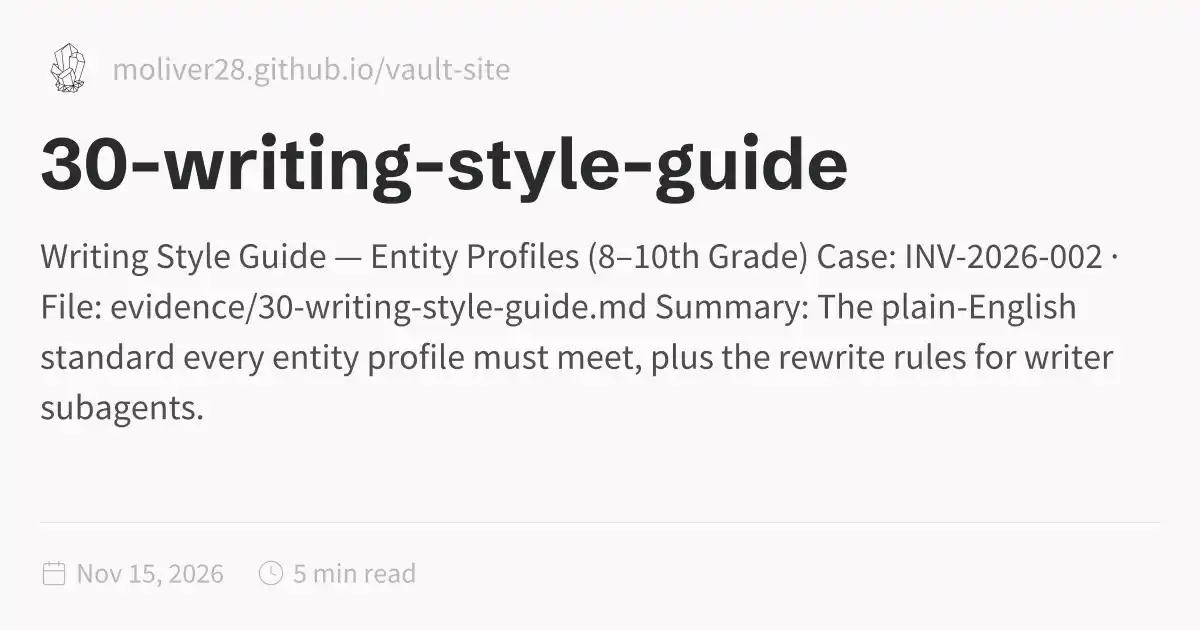 moliver28.github.io/vault-site
30-writing-style-guide
Writing Style Guide — Entity Profiles (8–10th Grade) Case: INV-2026-002 ·
File: evidence/30-writing-style-guide.md Summary: The plain-English
standard every entity profile must meet, plus the rewrite rules for writer
subagents.
Nov 15, 2026 5 min read